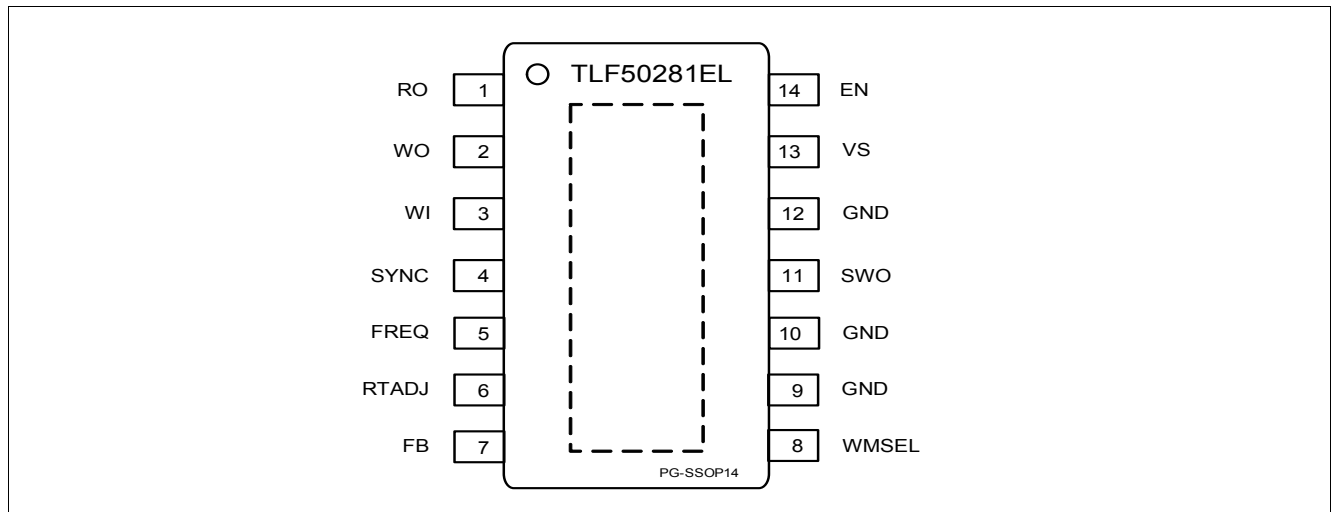 TLF50281EL
RO 1 14 EN
WO 2 13 VS
WI 3 12 GND
SYNC 4 11 SWO
FREQ 5 10 GND
RTADJ 6 9 GND
FB 7 8 WMSEL
PG-SSOP14